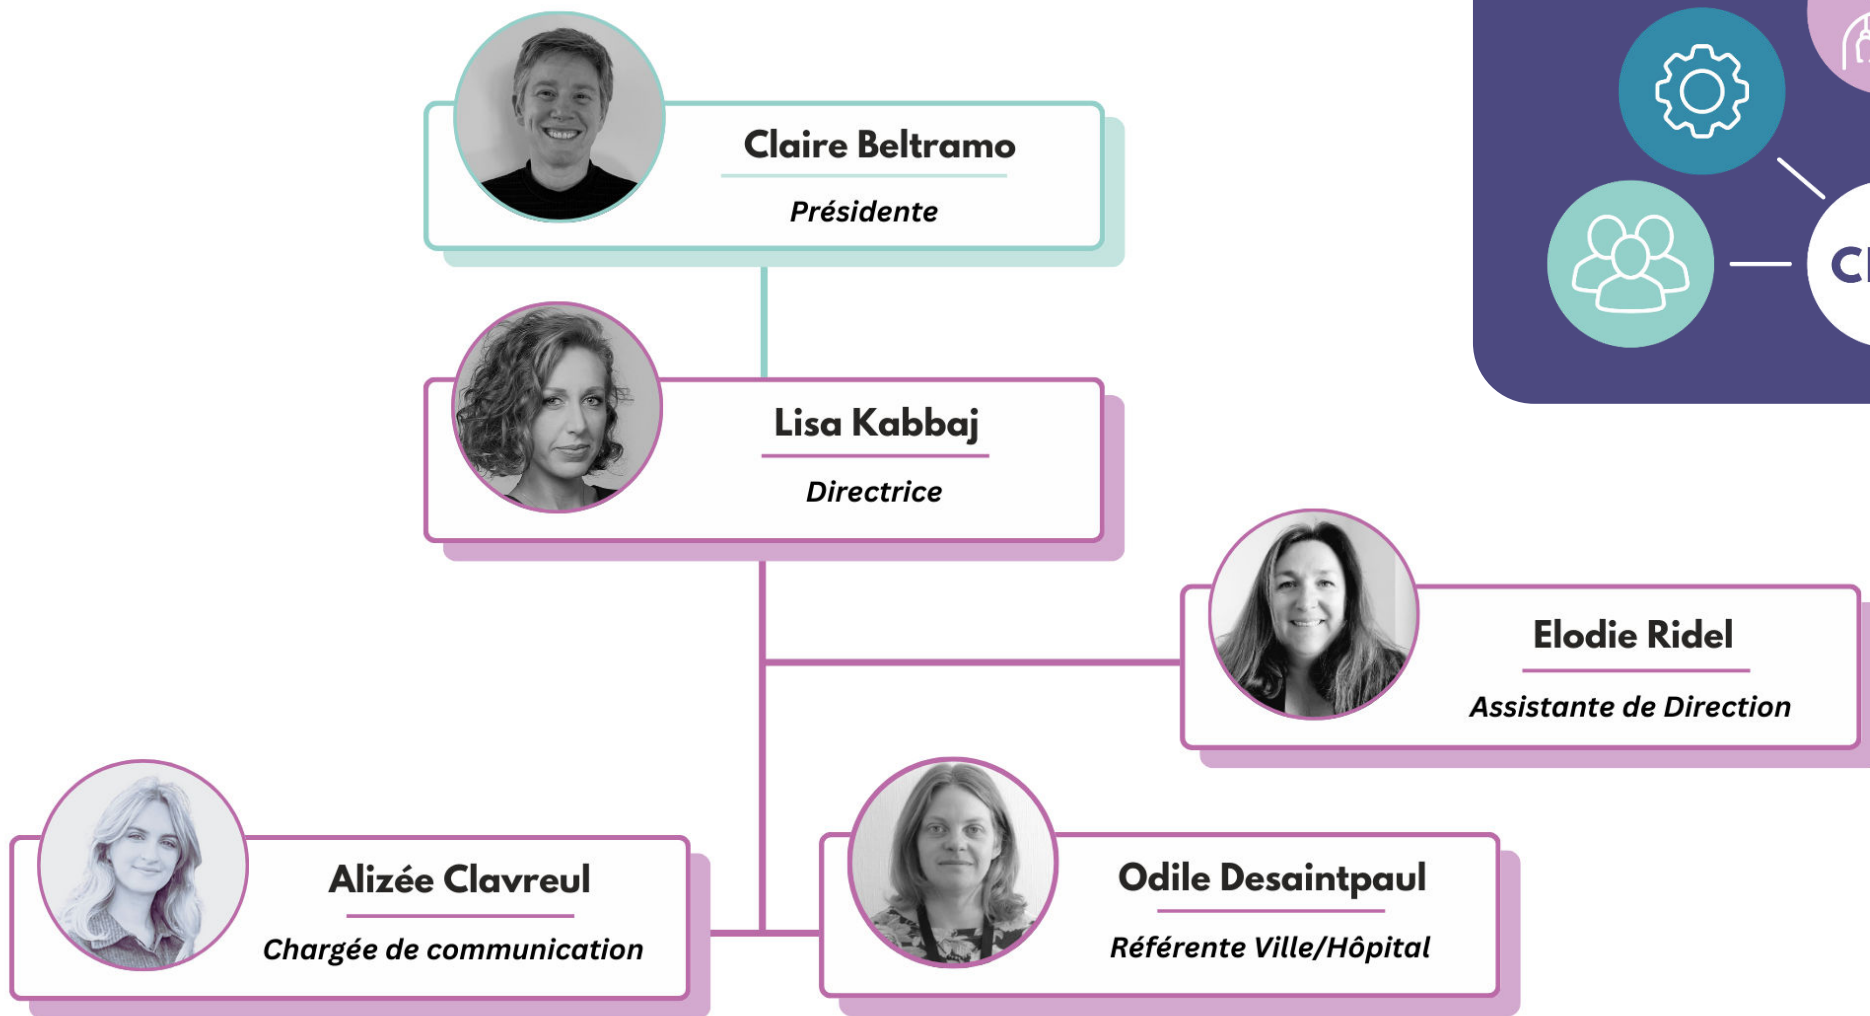 Claire Beltramo
Présidente
Lisa Kabbaj
Directrice
Elodie Ridel
Assistante de Direction
Alizée Clavreul
Chargée de communication
Odile Desaintpaul
Référente Ville/Hôpital